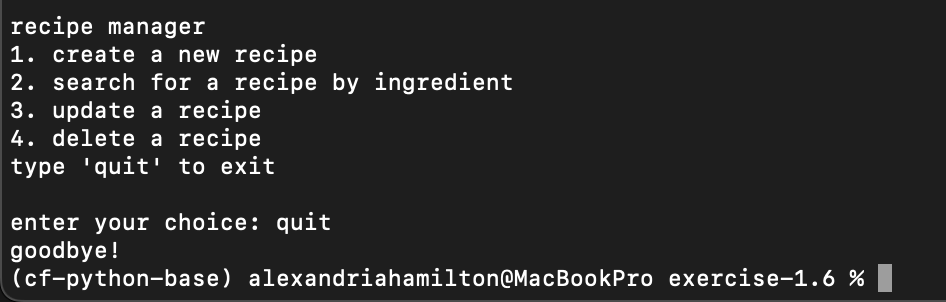 recipe manager
1. create a new recipe
2. search for a recipe by ingredient
3. update a recipe
4. delete a recipe
type 'quit' to exit
enter your choice: quit
goodbye!
(cf-python-base) alexandriahamilton@MacBookPro exercise-1.6 %